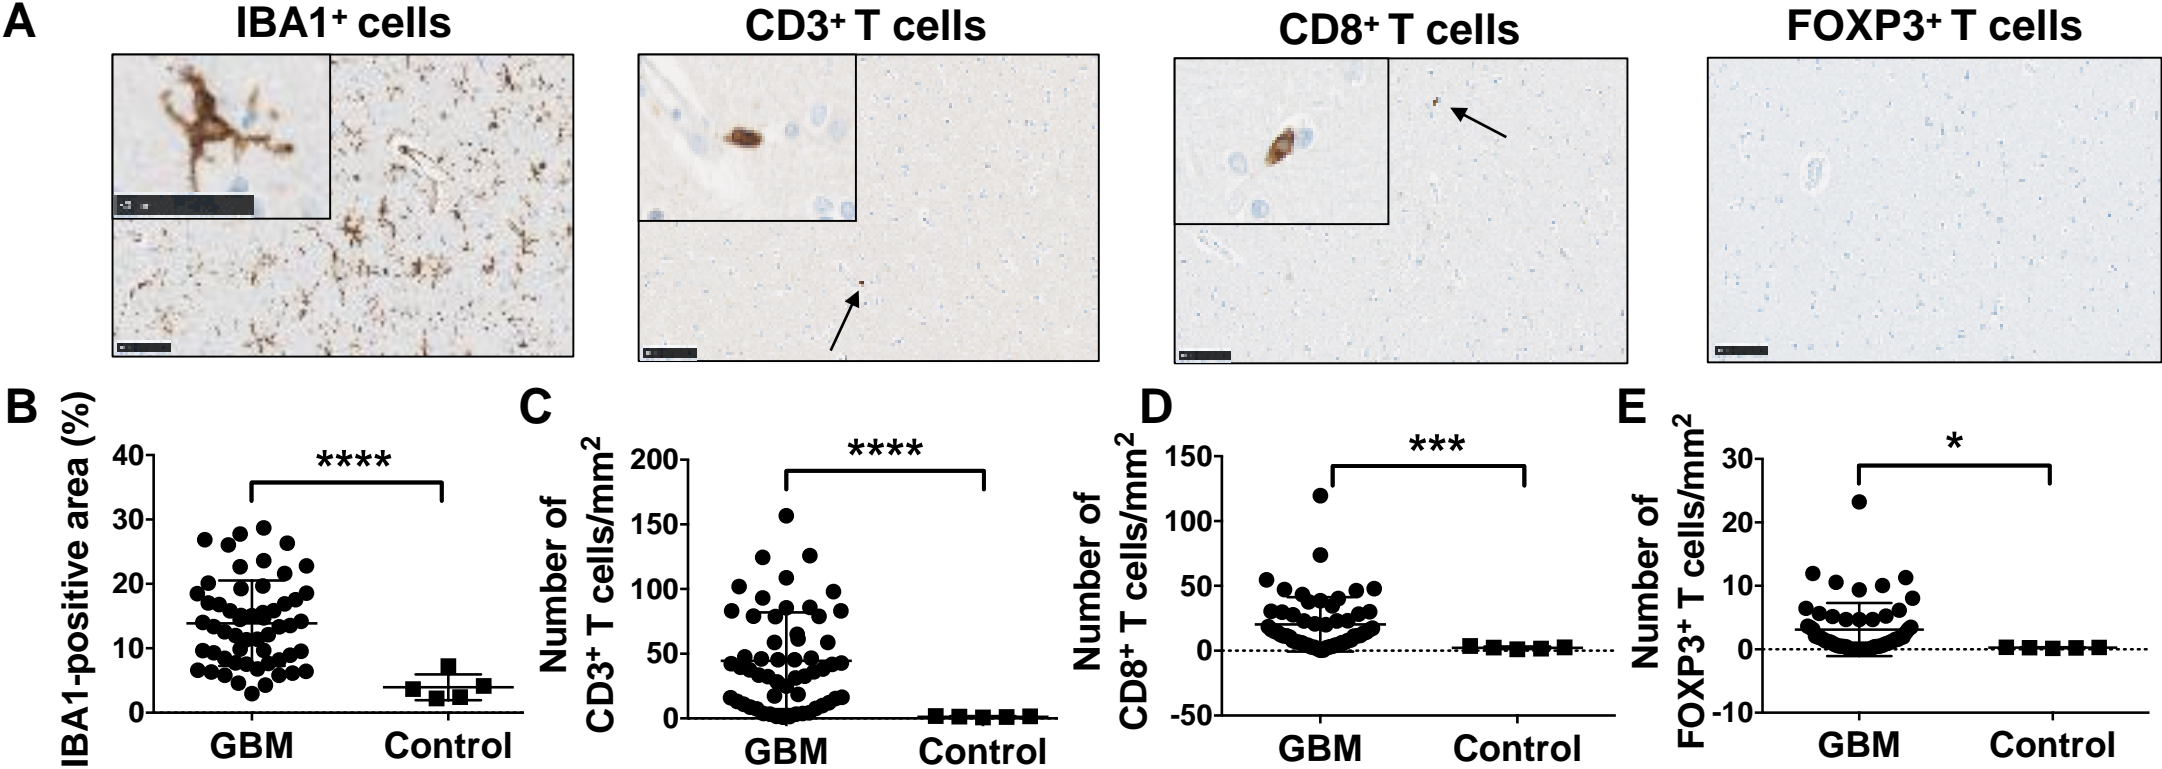 A
IBA1⁺ cells
CD3⁺ T cells
CD8⁺ T cells
FOXP3⁺ T cells
B
IBA1-positive area (%)
40
30
20
10
0
****
GBM
Control
C
Number of
CD3⁺ T cells/mm²
200
150
100
50
0
****
GBM
Control
D
Number of
CD8⁺ T cells/mm²
150
100
50
0
-50
***
GBM
Control
E
Number of
FOXP3⁺ T cells/mm²
30
20
10
0
-10
*
GBM
Control